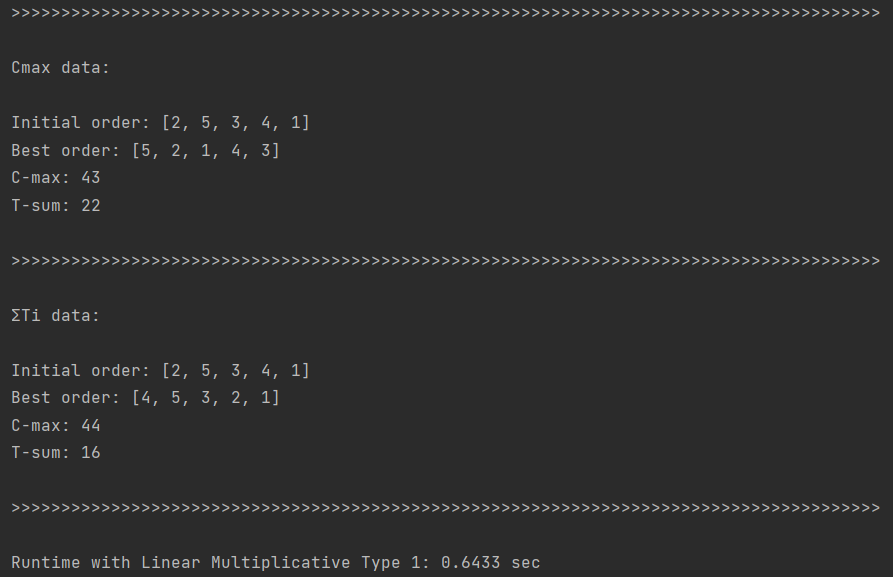 >>>>>>>>>>>>>>>>>>>>>>>>>>>>>>>>>>>>>>>>>>>>>>>>>>>>>>>>>>>>>>>>>>>>>>>>>>>>>>>>>>>>>>>
Cmax data:
Initial order: [2, 5, 3, 4, 1]
Best order: [5, 2, 1, 4, 3]
C-max: 43
T-sum: 22
>>>>>>>>>>>>>>>>>>>>>>>>>>>>>>>>>>>>>>>>>>>>>>>>>>>>>>>>>>>>>>>>>>>>>>>>>>>>>>>>>>>>>>>
ΣTi data:
Initial order: [2, 5, 3, 4, 1]
Best order: [4, 5, 3, 2, 1]
C-max: 44
T-sum: 16
>>>>>>>>>>>>>>>>>>>>>>>>>>>>>>>>>>>>>>>>>>>>>>>>>>>>>>>>>>>>>>>>>>>>>>>>>>>>>>>>>>>>>>>
Runtime with Linear Multiplicative Type 1: 0.6433 sec